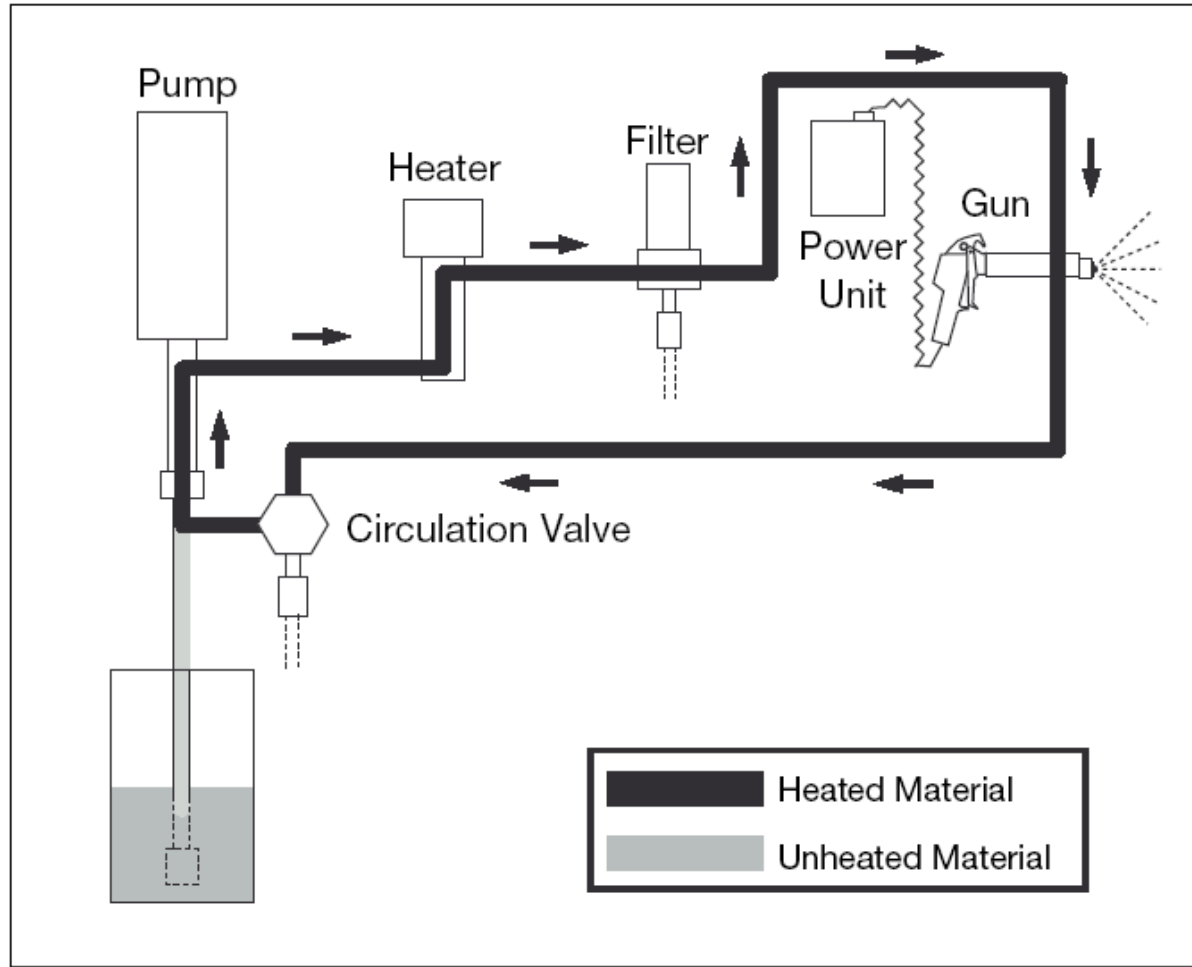 Pump
Heater
Filter
Power
Unit
Gun
Circulation Valve
Heated Material
Unheated Material